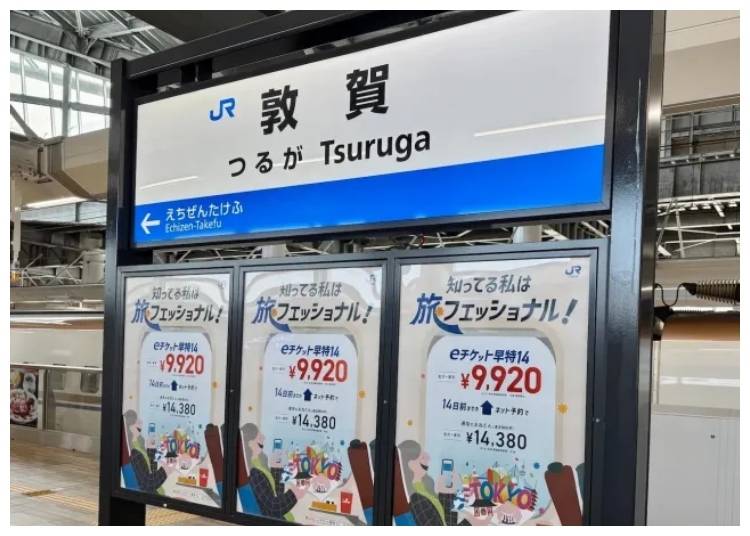 JR 敦賀
つるが Tsuruga
← えちぜんたけふ
Echizen-Takefu
知ってる私は
旅・フェッショナル!
eチケット早特14
¥9,920
14日前までの ネット予約で
¥14,380
TOKYO
知ってる私は
旅・フェッショナル!
eチケット早特14
¥9,920
14日前までの ネット予約で
¥14,380
TOKYO
JR
知ってる私は
旅・フェッショナル!
eチケット早特14
¥9,920
14日前までの ネット予約で
¥14,380
TOKYO